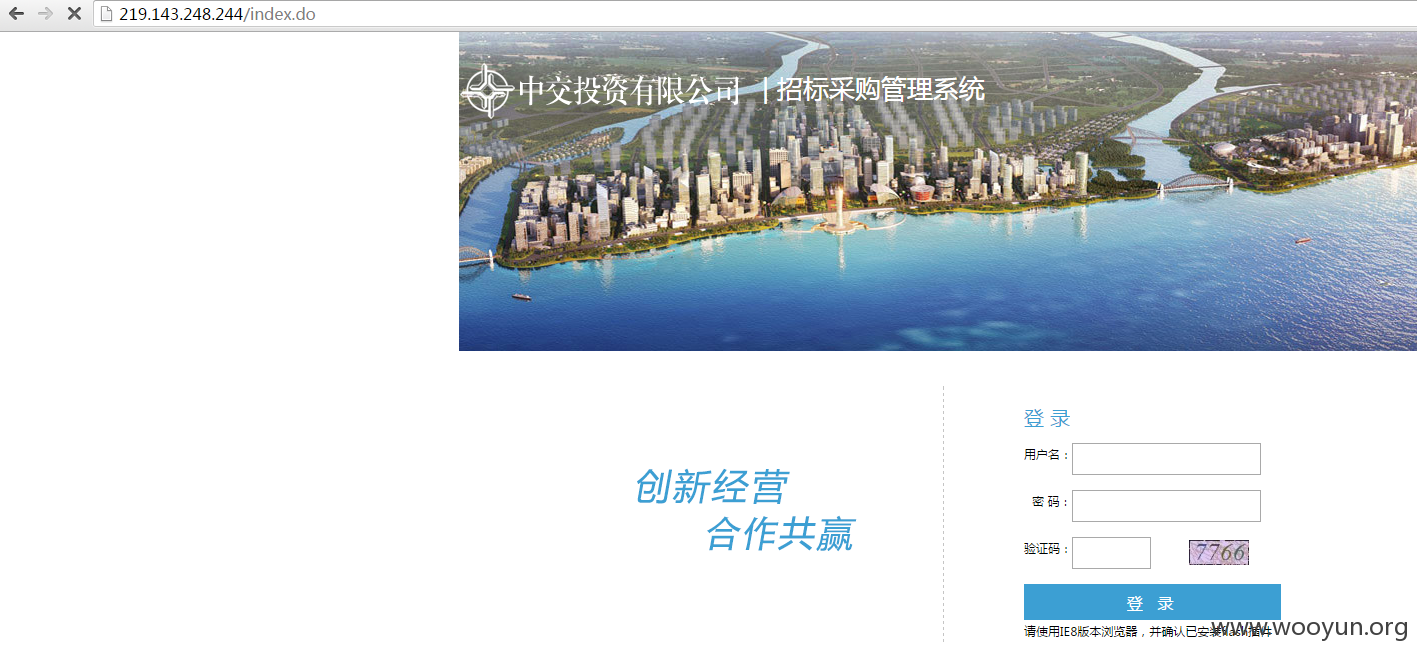 219.143.248.244/index.do
中交投资有限公司 | 招标采购管理系统
创新经营
合作共赢
登 录
用户名：
密 码：
验证码：
7766
登 录
请使用IE8版本浏览器，并确认已安装flash插件
www.wooyun.org